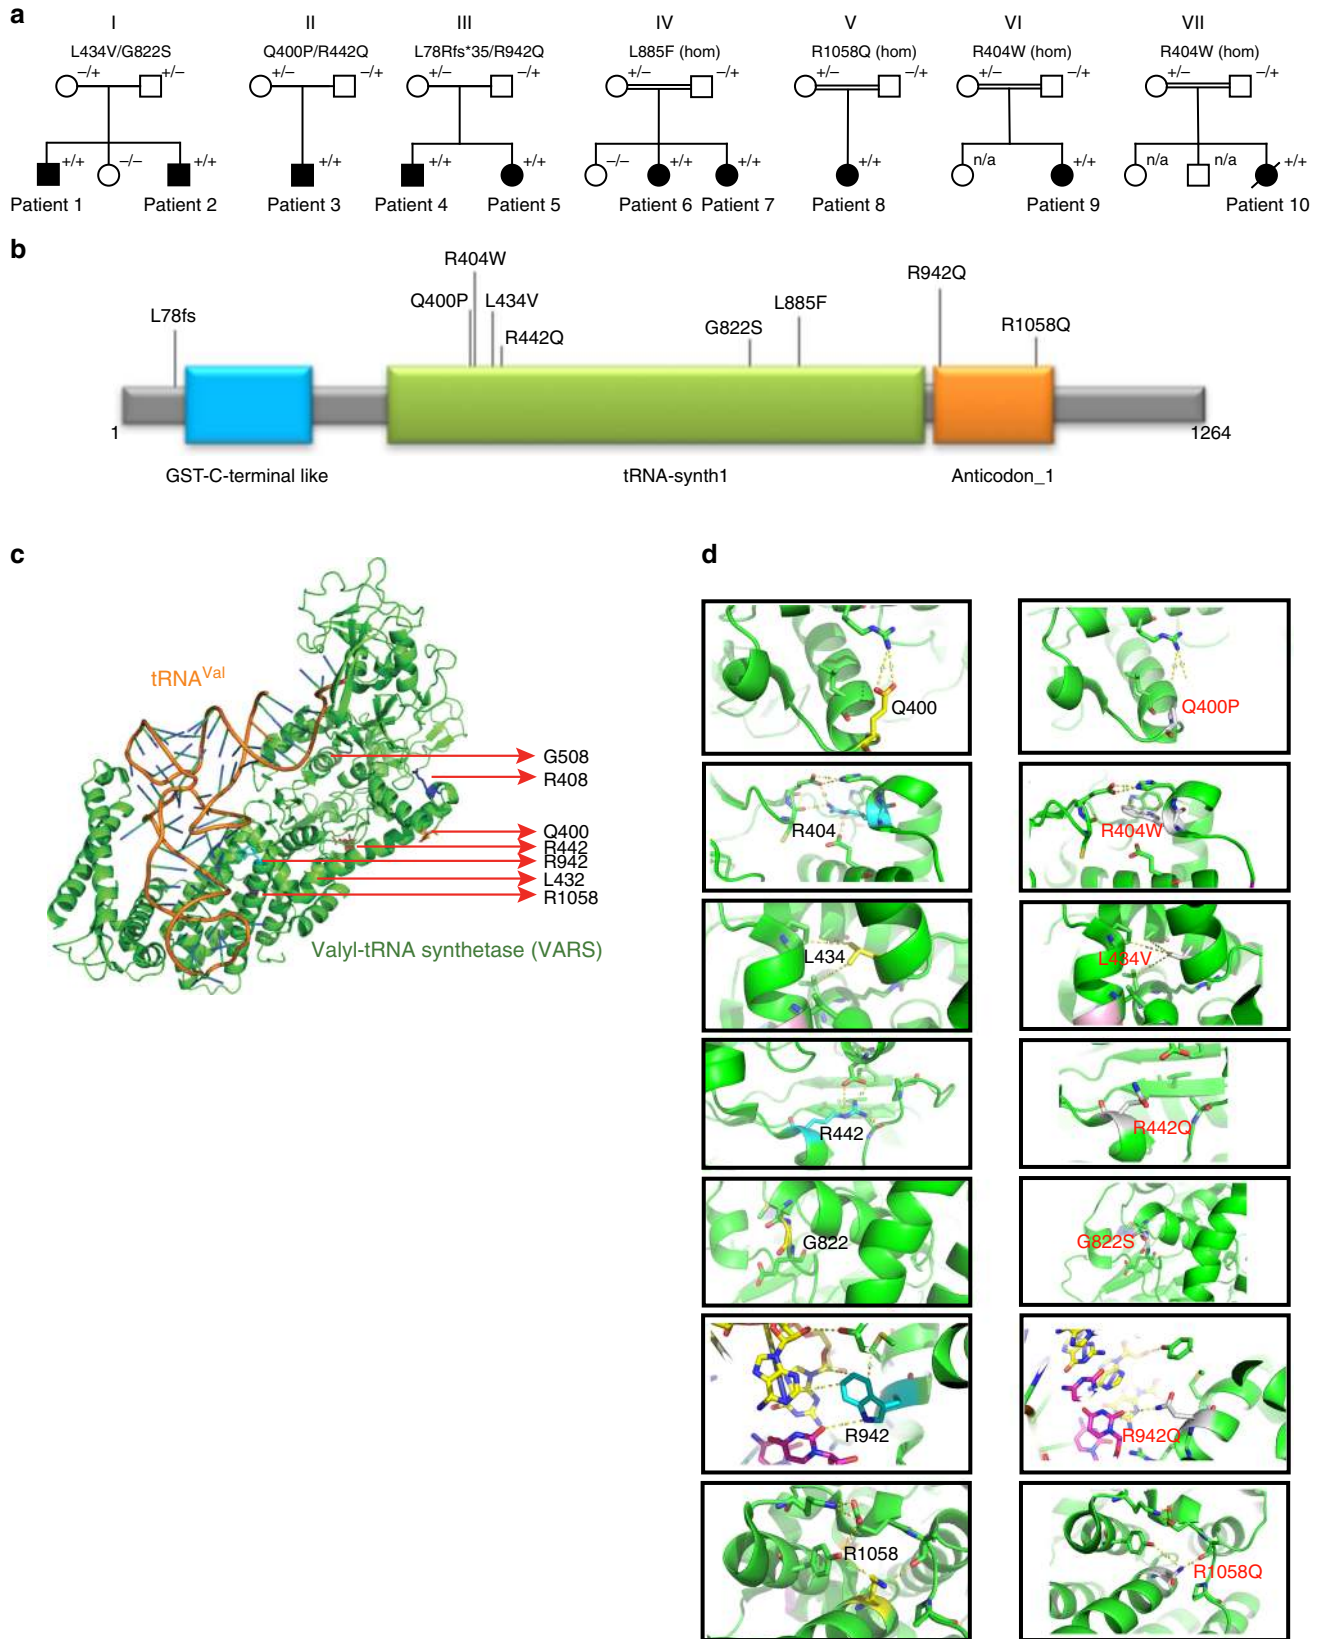 a
I II III IV V VI VII
L434V/G822S Q400P/R442Q L78Rfs*35/R942Q L885F (hom) R1058Q (hom) R404W (hom) R404W (hom)
–/+ +/– +/– –/+ +/– –/+ +/– –/+ +/– –/+ +/– –/+ +/– –/+
+/+ –/– +/+ +/+ +/+ +/+ –/– +/+ +/+ +/+ n/a +/+ n/a n/a +/+
Patient 1 Patient 2 Patient 3 Patient 4 Patient 5 Patient 6 Patient 7 Patient 8 Patient 9 Patient 10
b
R404W
R942Q
Q400P L434V
L885F
L78fs
R1058Q
G822S
R442Q
1
1264
GST-C-terminal like tRNA-synth1 Anticodon_1
c
tRNAVal
G508
R408
Q400
R442
R942
L432
R1058
Valyl-tRNA synthetase (VARS)
d
Q400 Q400P
R404 R404W
L434 L434V
R442 R442Q
G822 G822S
R942 R942Q
R1058 R1058Q